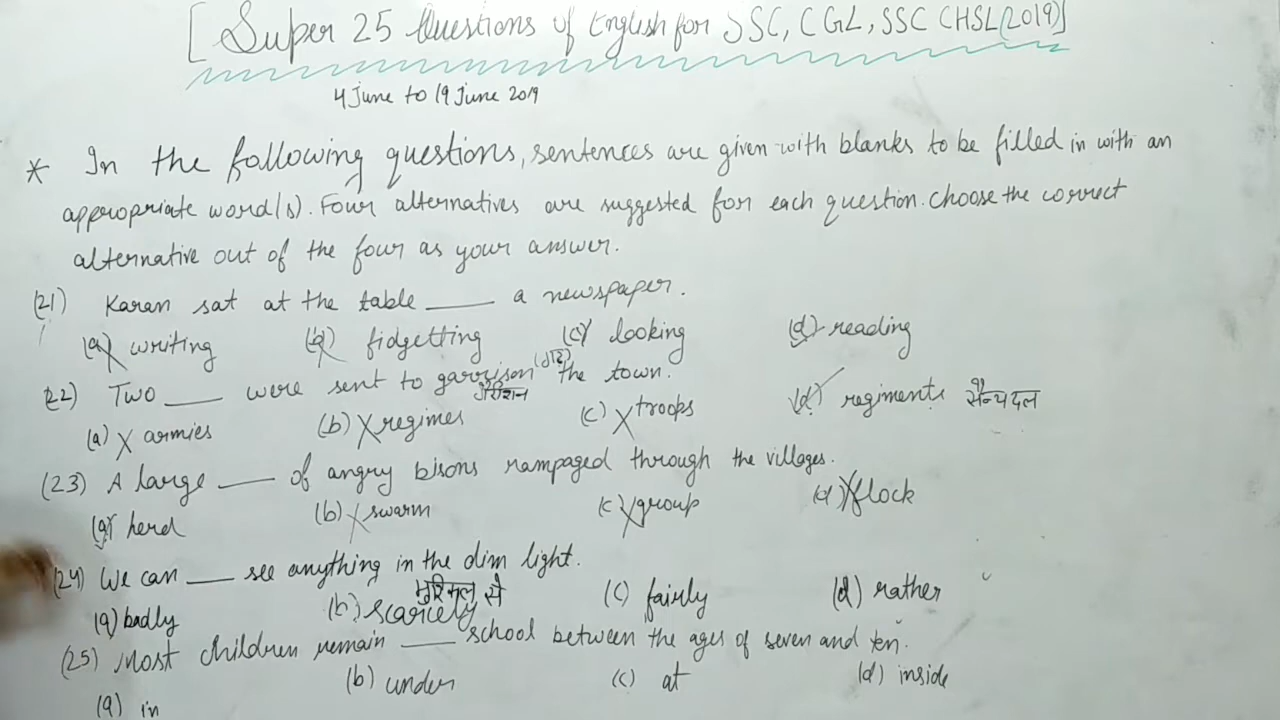 [Super 25 Questions of English for SSC, CGL, SSC CHSL(2019)]
4 June to 19 June 2019
* In the following questions, sentences are given with blanks to be filled in with an
appropriate word(s). Four alternatives are suggested for each question. Choose the correct
alternative out of the four as your answer.
(21) Karan sat at the table ____ a newspaper.
(a) writing (b) fidgetting (c) looking (d) reading
(22) Two ____ were sent to garrison the town.
(a) armies (b) regimes (c) troops (d) regiments सैन्यदल
(23) A large ____ of angry bisons rampaged through the villages.
(a) herd (b) swarm (c) group (d) flock
(24) We can ____ see anything in the dim light.
मुश्किल से
(a) badly (b) scarcely (c) fairly (d) rather
(25) Most children remain ____ school between the ages of seven and ten.
(a) in (b) under (c) at (d) inside